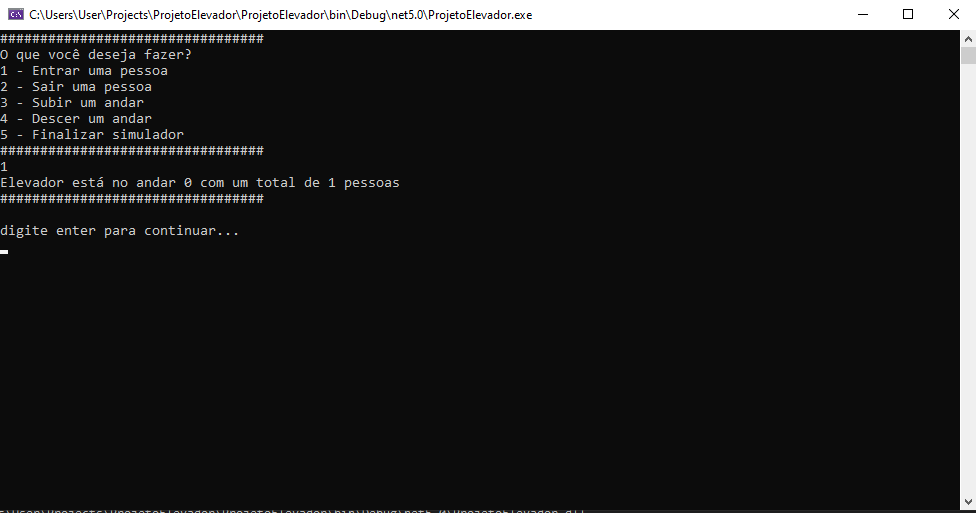 C:\Users\User\Projects\ProjetoElevador\ProjetoElevador\bin\Debug\net5.0\ProjetoElevador.exe
#################################
O que você deseja fazer?
1 - Entrar uma pessoa
2 - Sair uma pessoa
3 - Subir um andar
4 - Descer um andar
5 - Finalizar simulador
#################################
1
Elevador está no andar 0 com um total de 1 pessoas
#################################
digite enter para continuar...